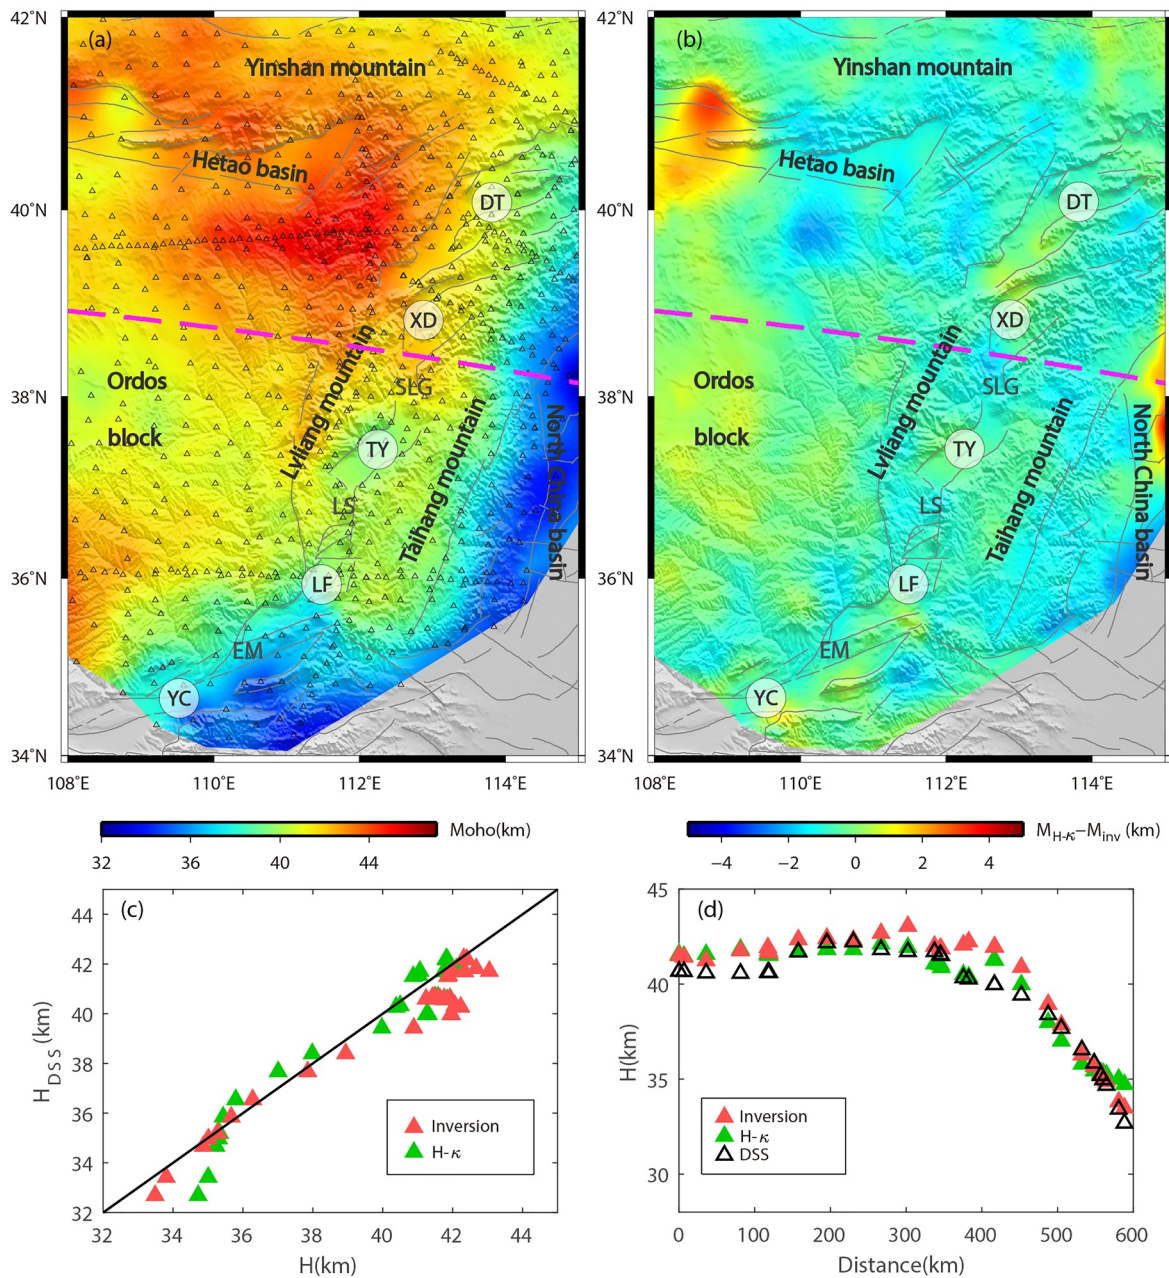 (a)
Yinshan mountain
Hetao basin
DT
XD
SLG
Ordos
block
Lvliang mountain
TY
Taihang mountain
North China basin
LS
LF
EM
YC
42°N
40°N
38°N
36°N
34°N
108°E 110°E 112°E 114°E
Moho(km)
32 36 40 44
(b)
Yinshan mountain
Hetao basin
DT
XD
SLG
Ordos
block
Lvliang mountain
TY
Taihang mountain
North China basin
LS
LF
EM
YC
42°N
40°N
38°N
36°N
34°N
108°E 110°E 112°E 114°E
M_H-κ−M_inv (km)
−4 −2 0 2 4
(c)
44
42
40
38
36
34
32
H_DSS (km)
Inversion
H-κ
32 34 36 38 40 42 44
H(km)
(d)
45
40
35
30
H(km)
Inversion
H-κ
DSS
0 100 200 300 400 500 600
Distance(km)